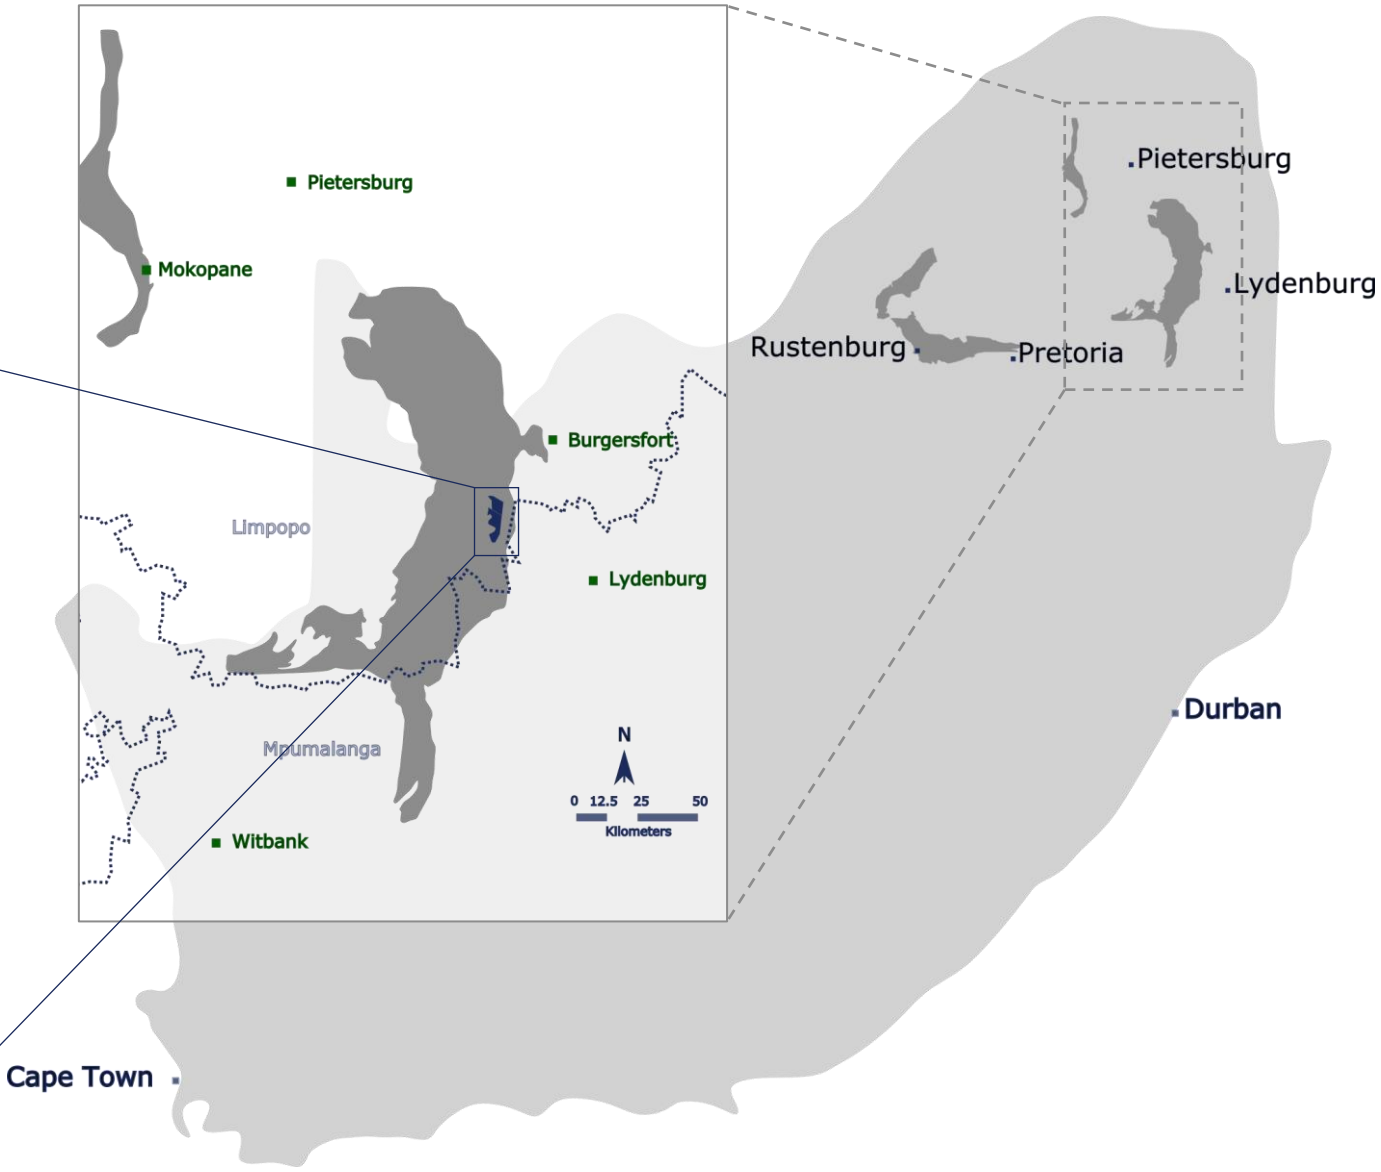 Pietersburg
Mokopane
Burgersfort
Limpopo
Lydenburg
Mpumalanga
N
0 12.5 25 50
Kilometers
Witbank
Pietersburg
Lydenburg
Rustenburg
Pretoria
Durban
Cape Town